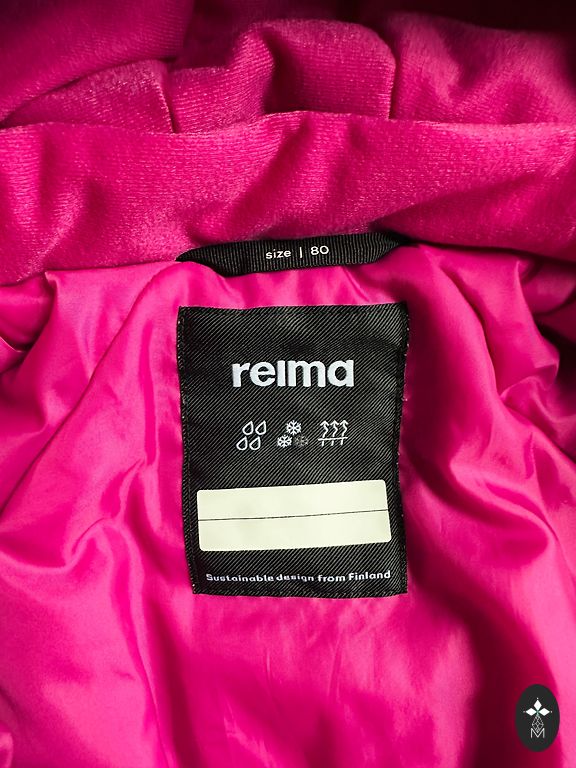 size | 80
reima
Sustainable design from Finland